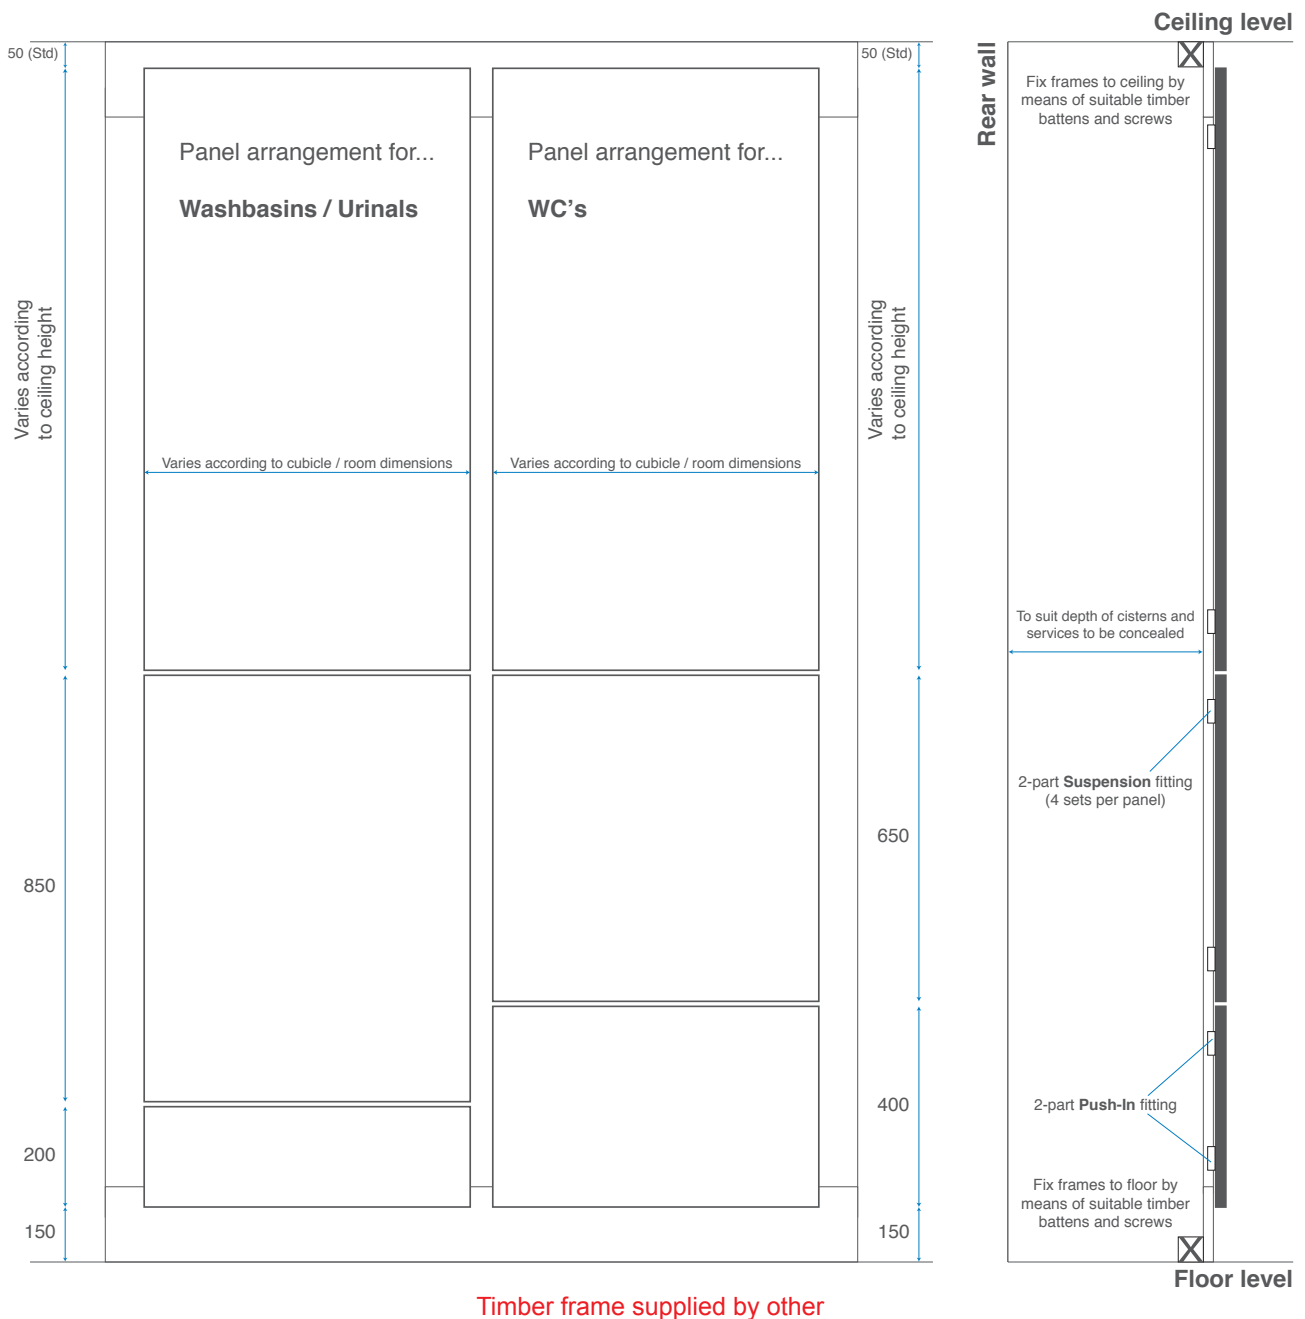 Ceiling level
50 (Std)
50 (Std)
Rear wall
Fix frames to ceiling by
means of suitable timber
battens and screws
Panel arrangement for...
Washbasins / Urinals
Panel arrangement for...
WC's
Varies according
to ceiling height
Varies according
to ceiling height
Varies according to cubicle / room dimensions
Varies according to cubicle / room dimensions
To suit depth of cisterns and
services to be concealed
2-part Suspension fitting
(4 sets per panel)
650
850
400
2-part Push-In fitting
200
Fix frames to floor by
means of suitable timber
battens and screws
150
150
Floor level
Timber frame supplied by other